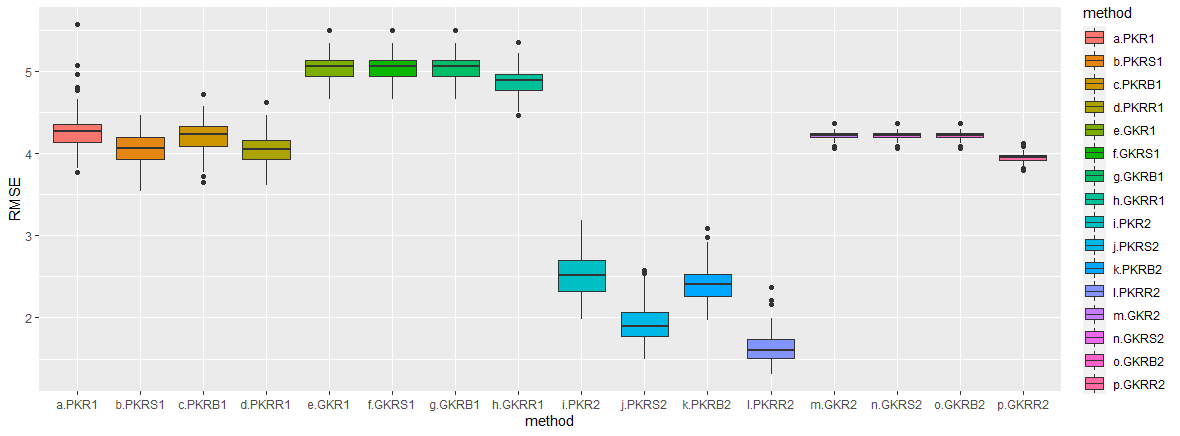 RMSE
5
4
3
2
a.PKR1 b.PKRS1 c.PKRB1 d.PKRR1 e.GKR1 f.GKRS1 g.GKRB1 h.GKRR1 i.PKR2 j.PKRS2 k.PKRB2 l.PKRR2 m.GKR2 n.GKRS2 o.GKRB2 p.GKRR2
method
method
a.PKR1
b.PKRS1
c.PKRB1
d.PKRR1
e.GKR1
f.GKRS1
g.GKRB1
h.GKRR1
i.PKR2
j.PKRS2
k.PKRB2
l.PKRR2
m.GKR2
n.GKRS2
o.GKRB2
p.GKRR2